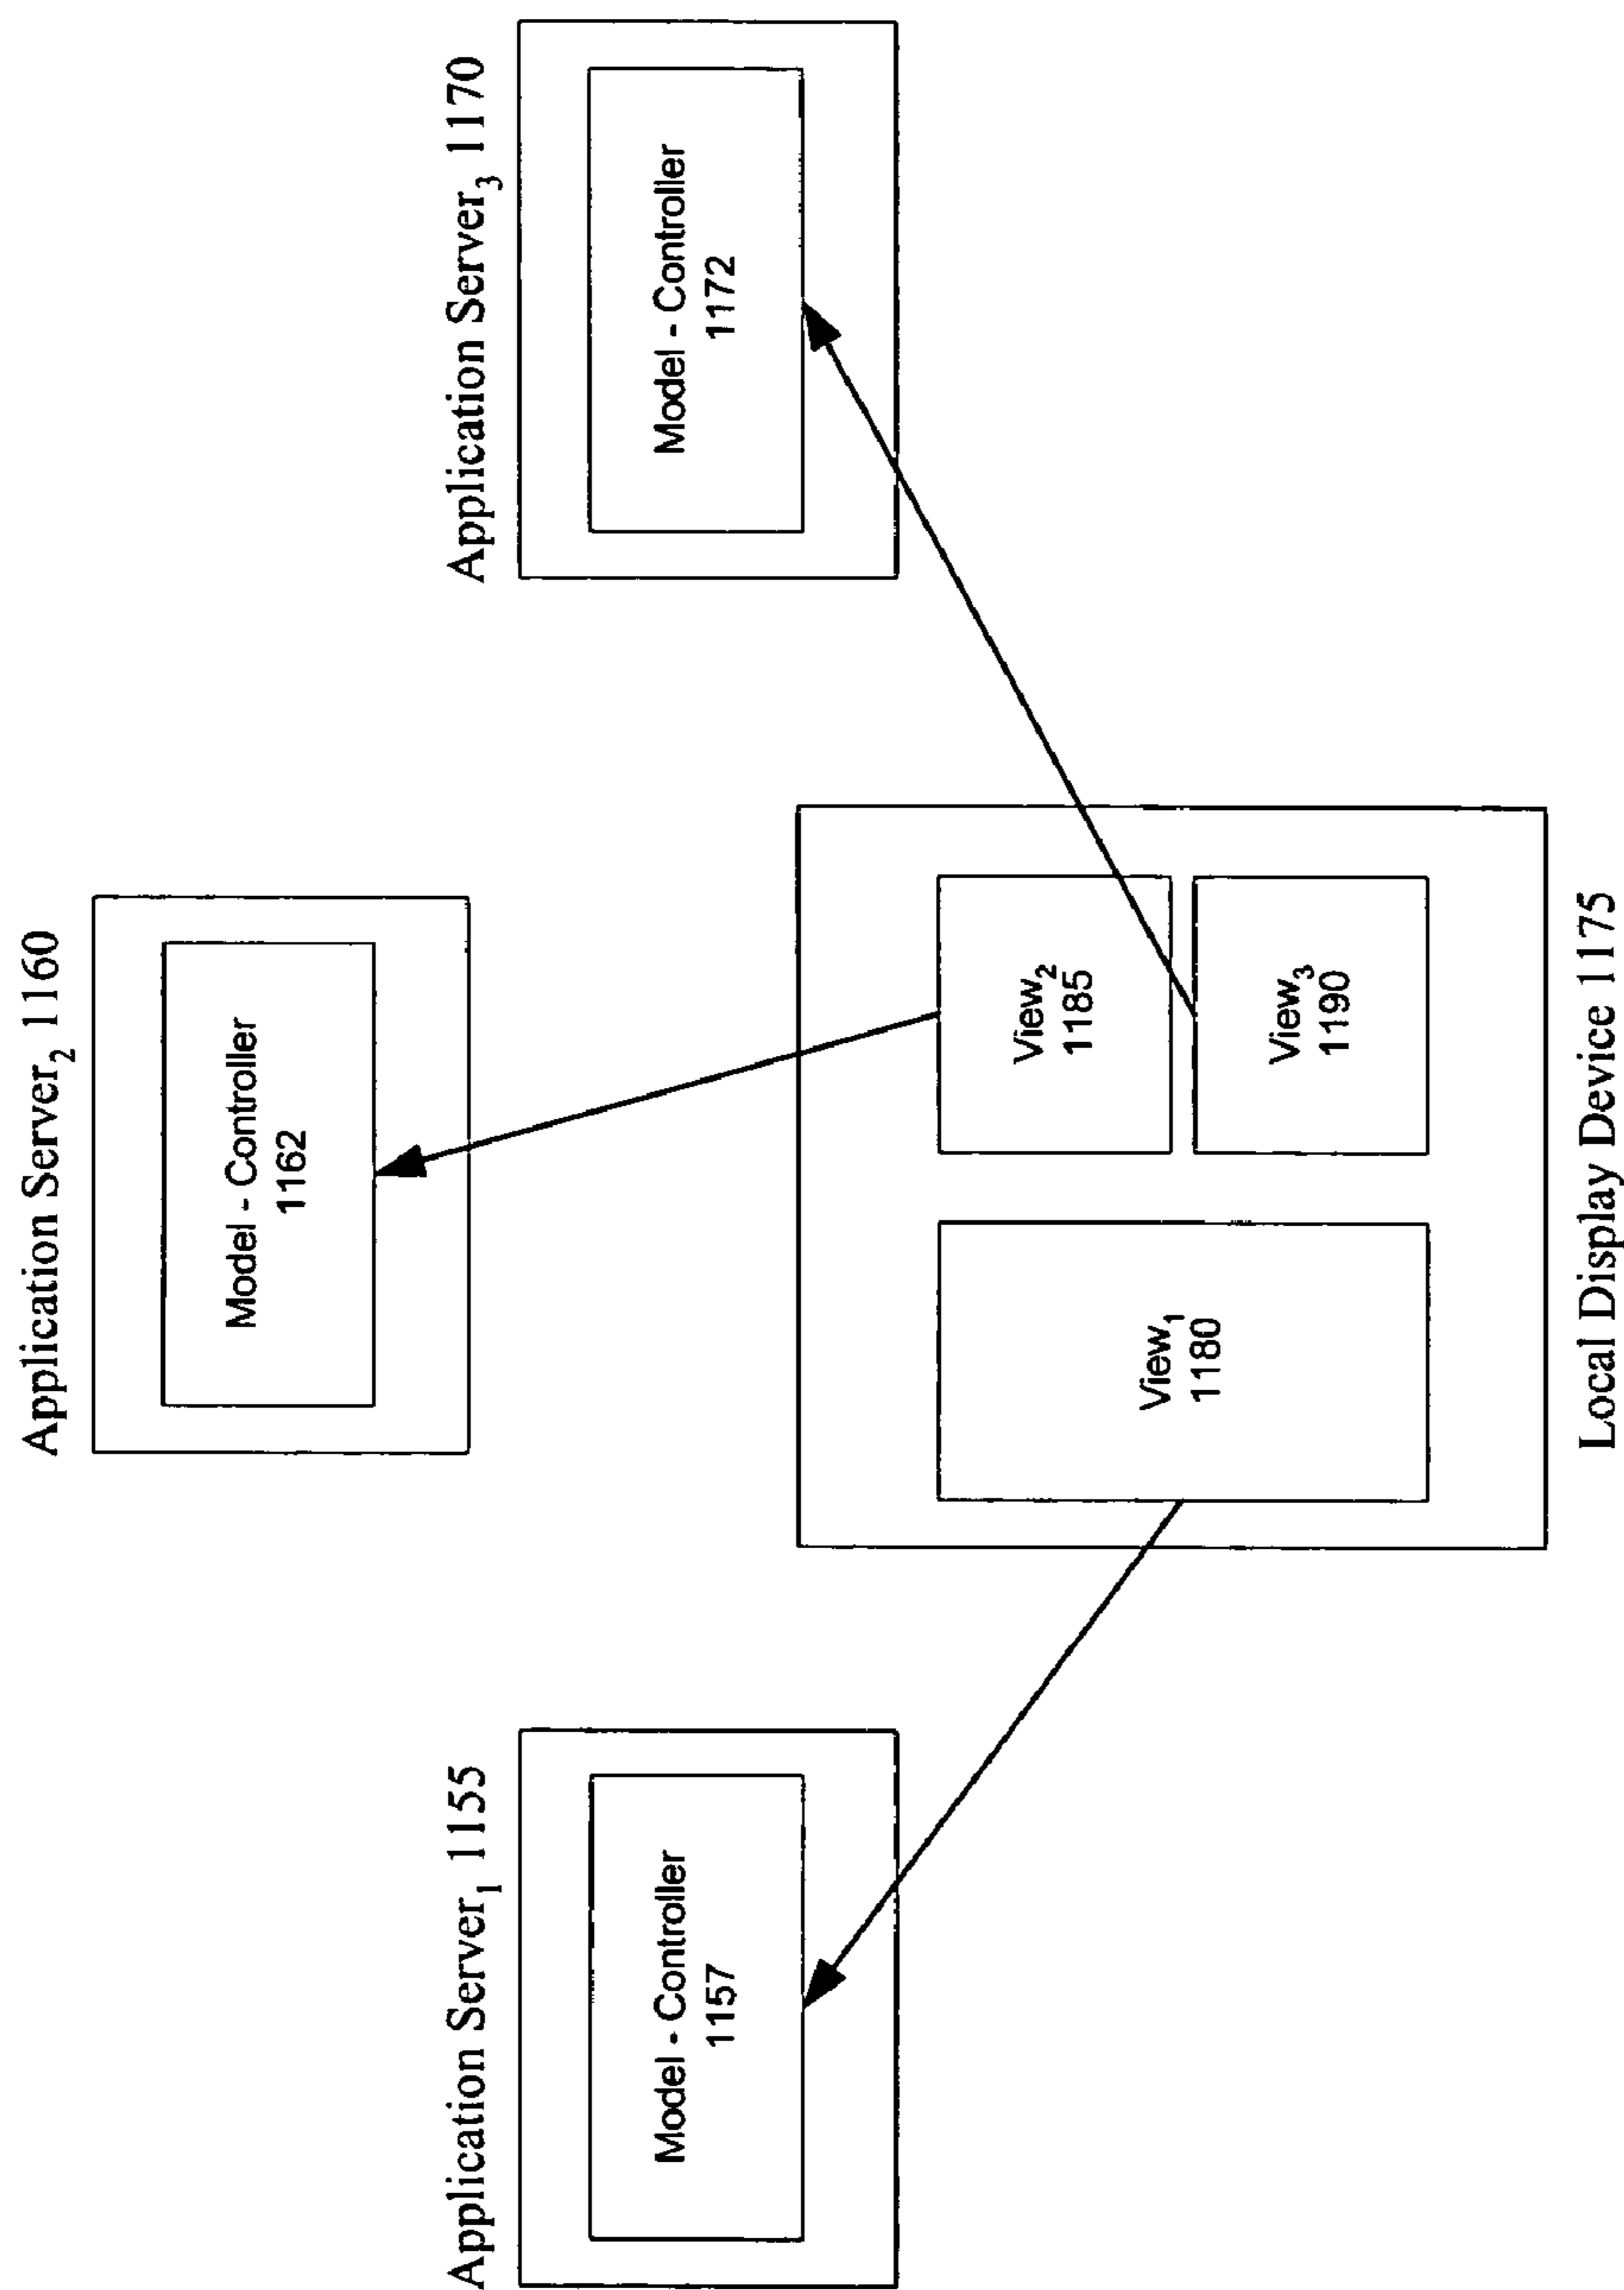 Application Server₂ 1160
Model - Controller
1162
Application Server₁ 1155
Model - Controller
1157
Application Server₃ 1170
Model - Controller
1172
View₁
1180
View₂
1185
View₃
1190
Local Display Device 1175